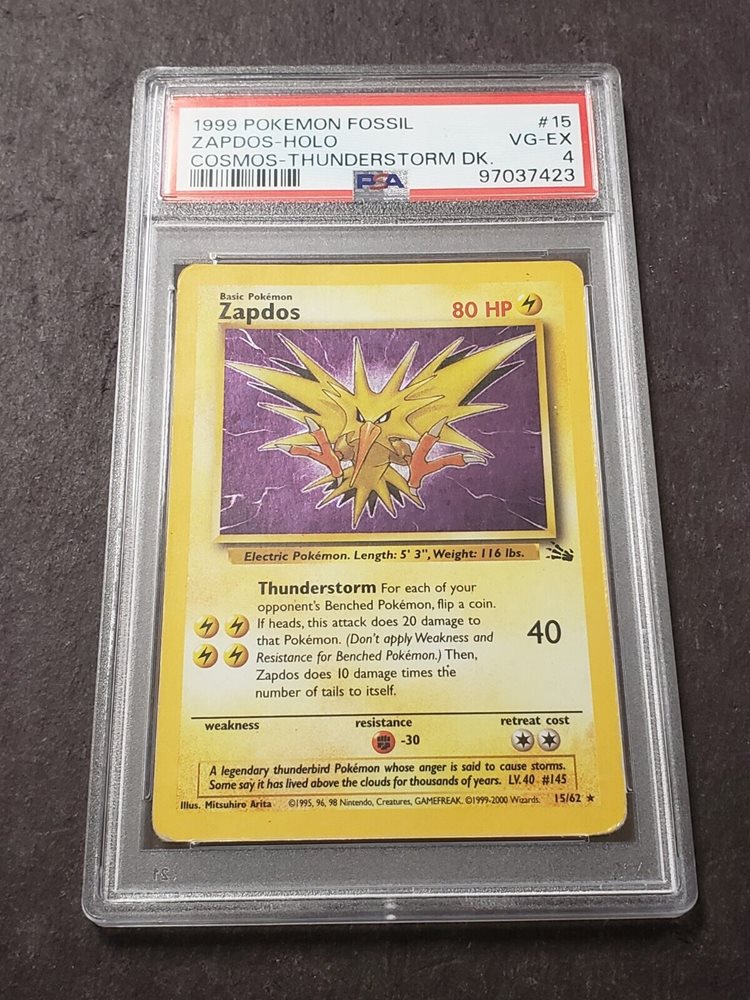 1999 POKEMON FOSSIL #15
ZAPDOS-HOLO VG-EX
COSMOS-THUNDERSTORM DK. 4
PSA 97037423
Basic Pokémon
Zapdos 80 HP
Electric Pokémon. Length: 5' 3", Weight: 116 lbs.
Thunderstorm For each of your
opponent's Benched Pokémon, flip a coin.
If heads, this attack does 20 damage to
that Pokémon. (Don't apply Weakness and 40
Resistance for Benched Pokémon.) Then,
Zapdos does 10 damage times the
number of tails to itself.
weakness resistance retreat cost
-30
A legendary thunderbird Pokémon whose anger is said to cause storms.
Some say it has lived above the clouds for thousands of years. LV. 40 #145
Illus. Mitsuhiro Arita ©1995, 96, 98 Nintendo, Creatures, GAMEFREAK. ©1999-2000 Wizards. 15/62 ★